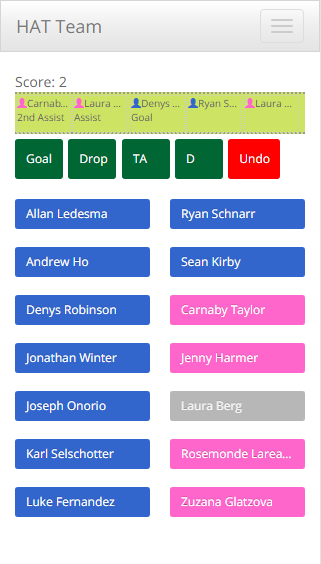 HAT Team
Score: 2
Carnab... Laura ... Denys ... Ryan S... Laura ...
2nd Assist Assist Goal
Goal Drop TA D Undo
Allan Ledesma Ryan Schnarr
Andrew Ho Sean Kirby
Denys Robinson Carnaby Taylor
Jonathan Winter Jenny Harmer
Joseph Onorio Laura Berg
Karl Selschotter Rosemonde Larea...
Luke Fernandez Zuzana Glatzova